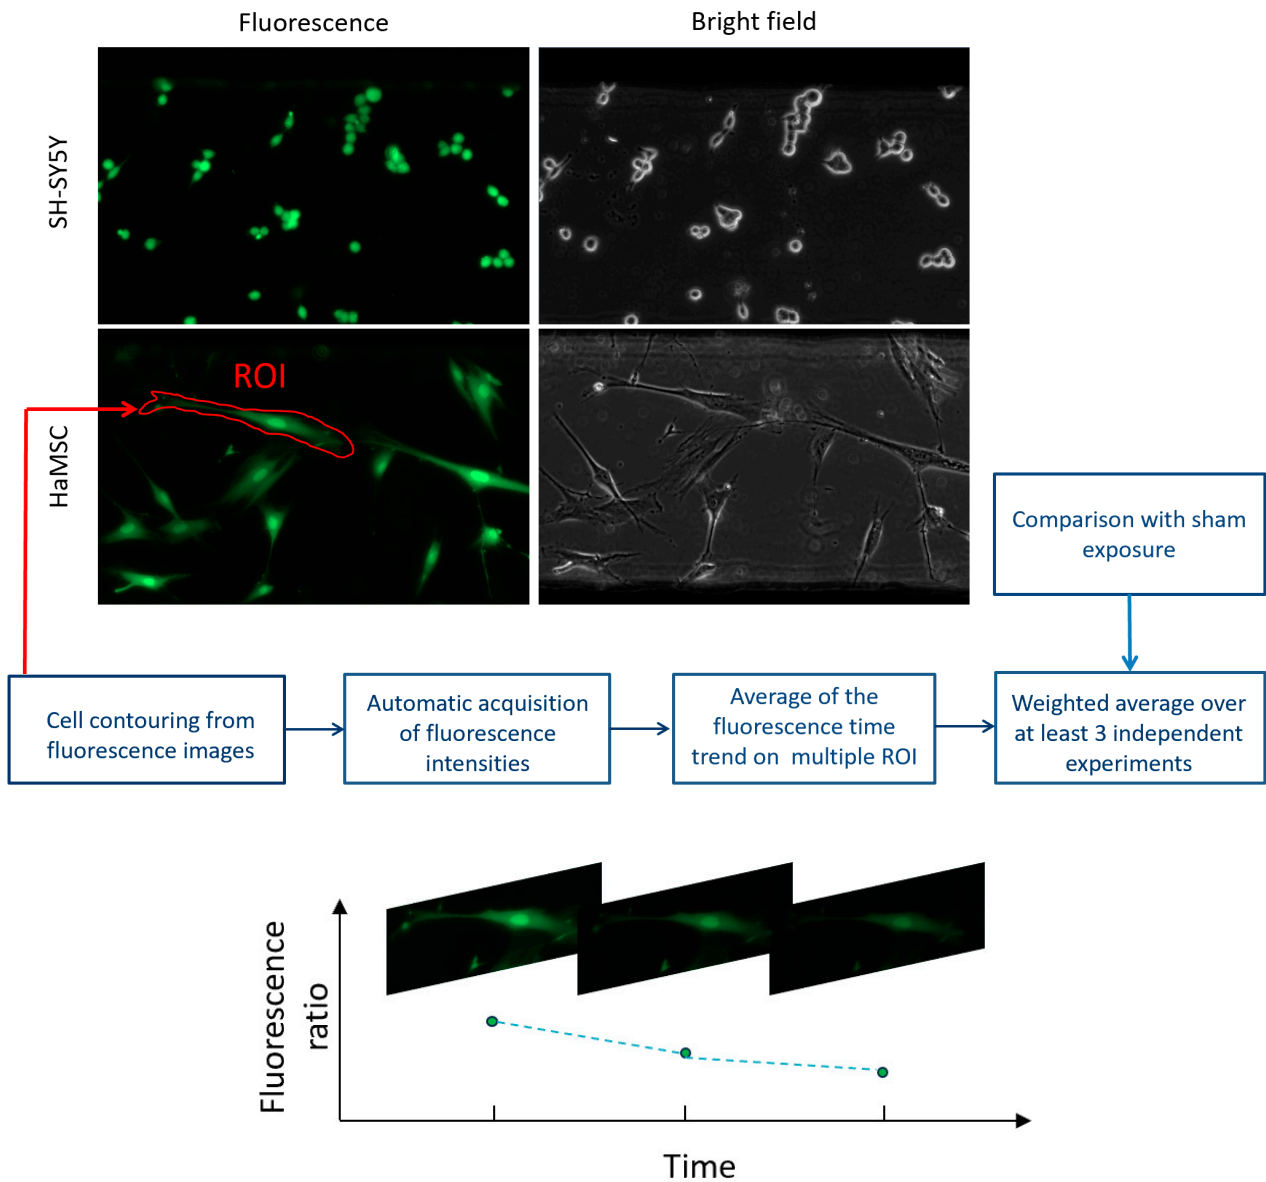 Fluorescence
Bright field
SH-SY5Y
HaMSC
ROI
Comparison with sham
exposure
Cell contouring from
fluorescence images
Automatic acquisition
of fluorescence
intensities
Average of the
fluorescence time
trend on multiple ROI
Weighted average over
at least 3 independent
experiments
Fluorescence
ratio
Time